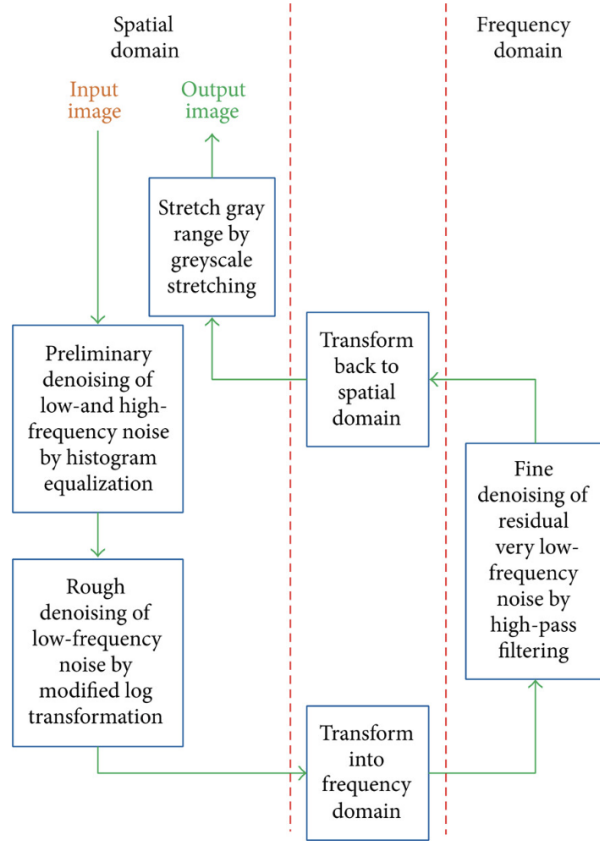 Spatial
domain
Frequency
domain
Input
image
Output
image
Stretch gray
range by
greyscale
stretching
Preliminary
denoising of
low-and high-
frequency noise
by histogram
equalization
Transform
back to
spatial
domain
Fine
denoising of
residual
very low-
frequency
noise by
high-pass
filtering
Rough
denoising of
low-frequency
noise by
modified log
transformation
Transform
into
frequency
domain